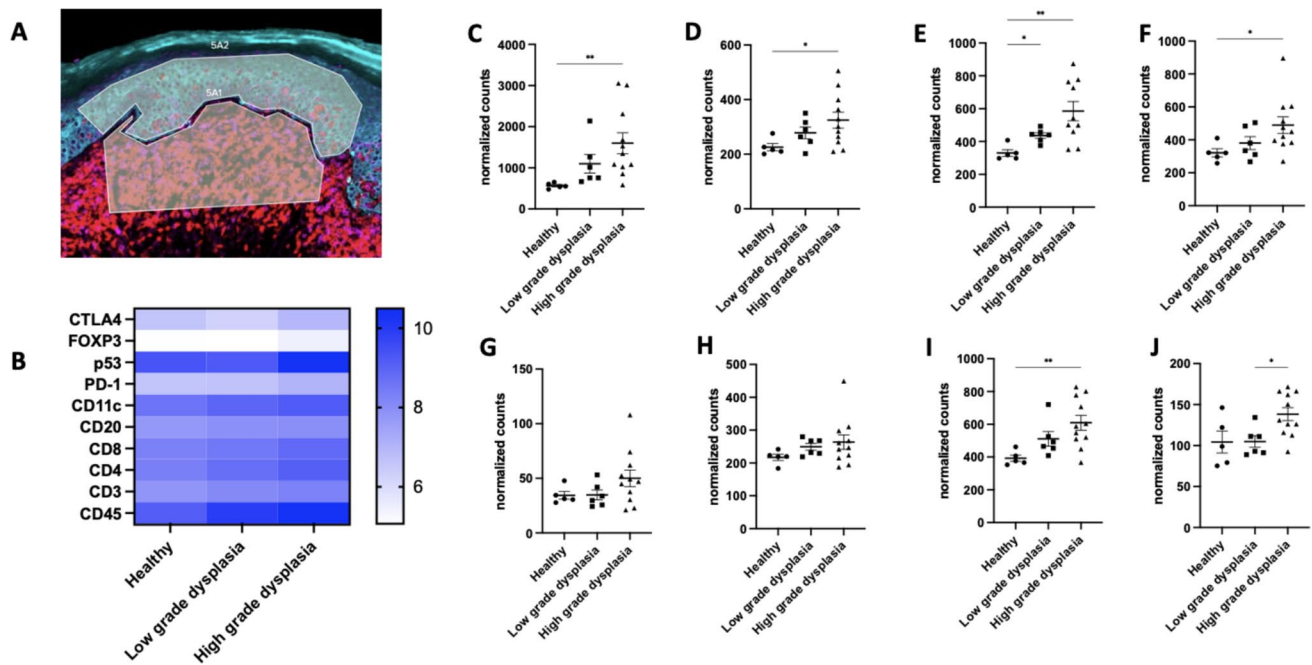 A
5A2
5A1
B
CTLA4
FOXP3
p53
PD-1
CD11c
CD20
CD8
CD4
CD3
CD45
10
8
6
Healthy
Low grade dysplasia
High grade dysplasia
C
normalized counts
4000
3000
2000
1000
0
**
Healthy
Low grade dysplasia
High grade dysplasia
D
normalized counts
600
400
200
0
*
Healthy
Low grade dysplasia
High grade dysplasia
E
normalized counts
1000
800
600
400
200
0
**
*
Healthy
Low grade dysplasia
High grade dysplasia
F
normalized counts
1000
800
600
400
200
0
*
Healthy
Low grade dysplasia
High grade dysplasia
G
normalized counts
150
100
50
0
Healthy
Low grade dysplasia
High grade dysplasia
H
normalized counts
500
400
300
200
100
0
Healthy
Low grade dysplasia
High grade dysplasia
I
normalized counts
1000
800
600
400
200
0
**
Healthy
Low grade dysplasia
High grade dysplasia
J
normalized counts
200
150
100
50
0
*
Healthy
Low grade dysplasia
High grade dysplasia